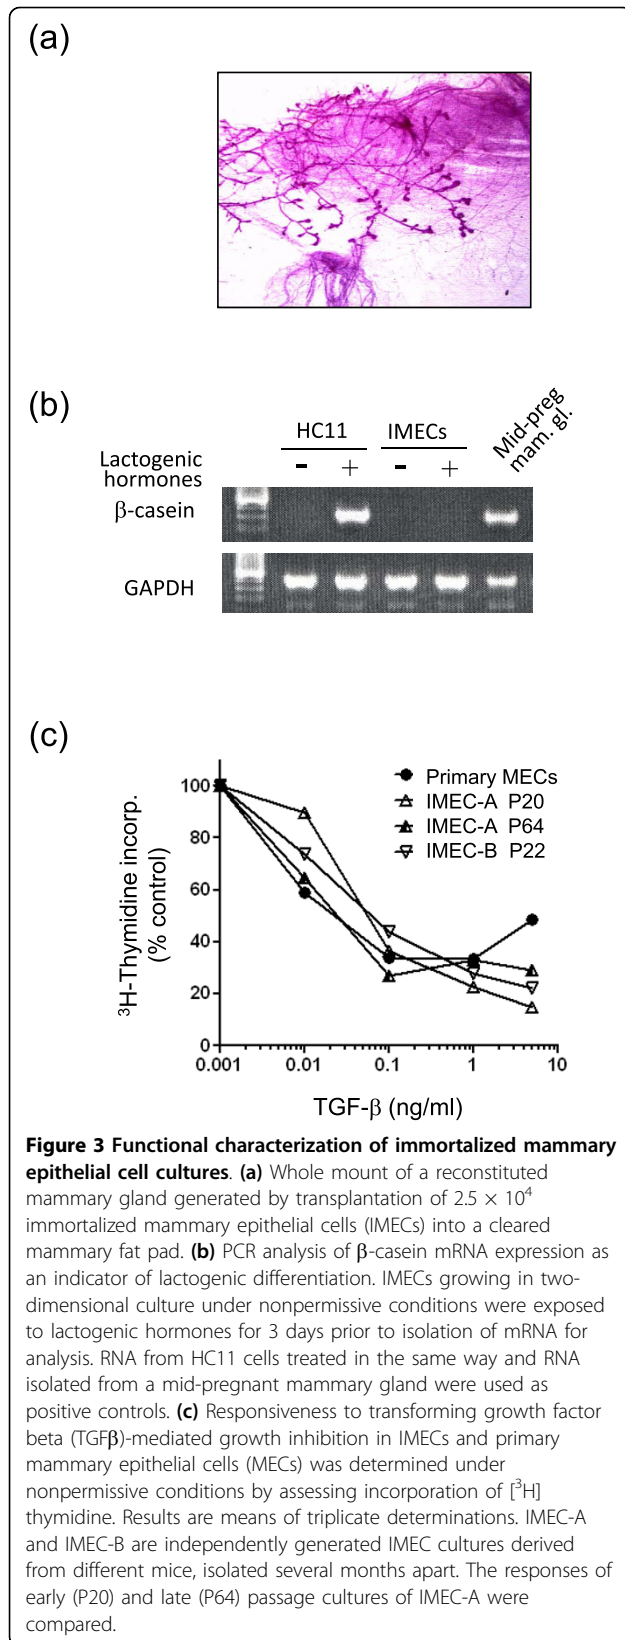 (a)
(b)
HC11 IMECs Mid-preg mam. gl.
Lactogenic hormones - + - +
β-casein
GAPDH
(c)
³H-Thymidine incorp.
(% control)
100
80
60
40
20
0
Primary MECs
IMEC-A P20
IMEC-A P64
IMEC-B P22
0.001 0.01 0.1 1 10
TGF-β (ng/ml)
Figure 3 Functional characterization of immortalized mammary
epithelial cell cultures. (a) Whole mount of a reconstituted
mammary gland generated by transplantation of 2.5 × 10⁴
immortalized mammary epithelial cells (IMECs) into a cleared
mammary fat pad. (b) PCR analysis of β-casein mRNA expression as
an indicator of lactogenic differentiation. IMECs growing in two-
dimensional culture under nonpermissive conditions were exposed
to lactogenic hormones for 3 days prior to isolation of mRNA for
analysis. RNA from HC11 cells treated in the same way and RNA
isolated from a mid-pregnant mammary gland were used as
positive controls. (c) Responsiveness to transforming growth factor
beta (TGFβ)-mediated growth inhibition in IMECs and primary
mammary epithelial cells (MECs) was determined under
nonpermissive conditions by assessing incorporation of [³H]
thymidine. Results are means of triplicate determinations. IMEC-A
and IMEC-B are independently generated IMEC cultures derived
from different mice, isolated several months apart. The responses of
early (P20) and late (P64) passage cultures of IMEC-A were
compared.